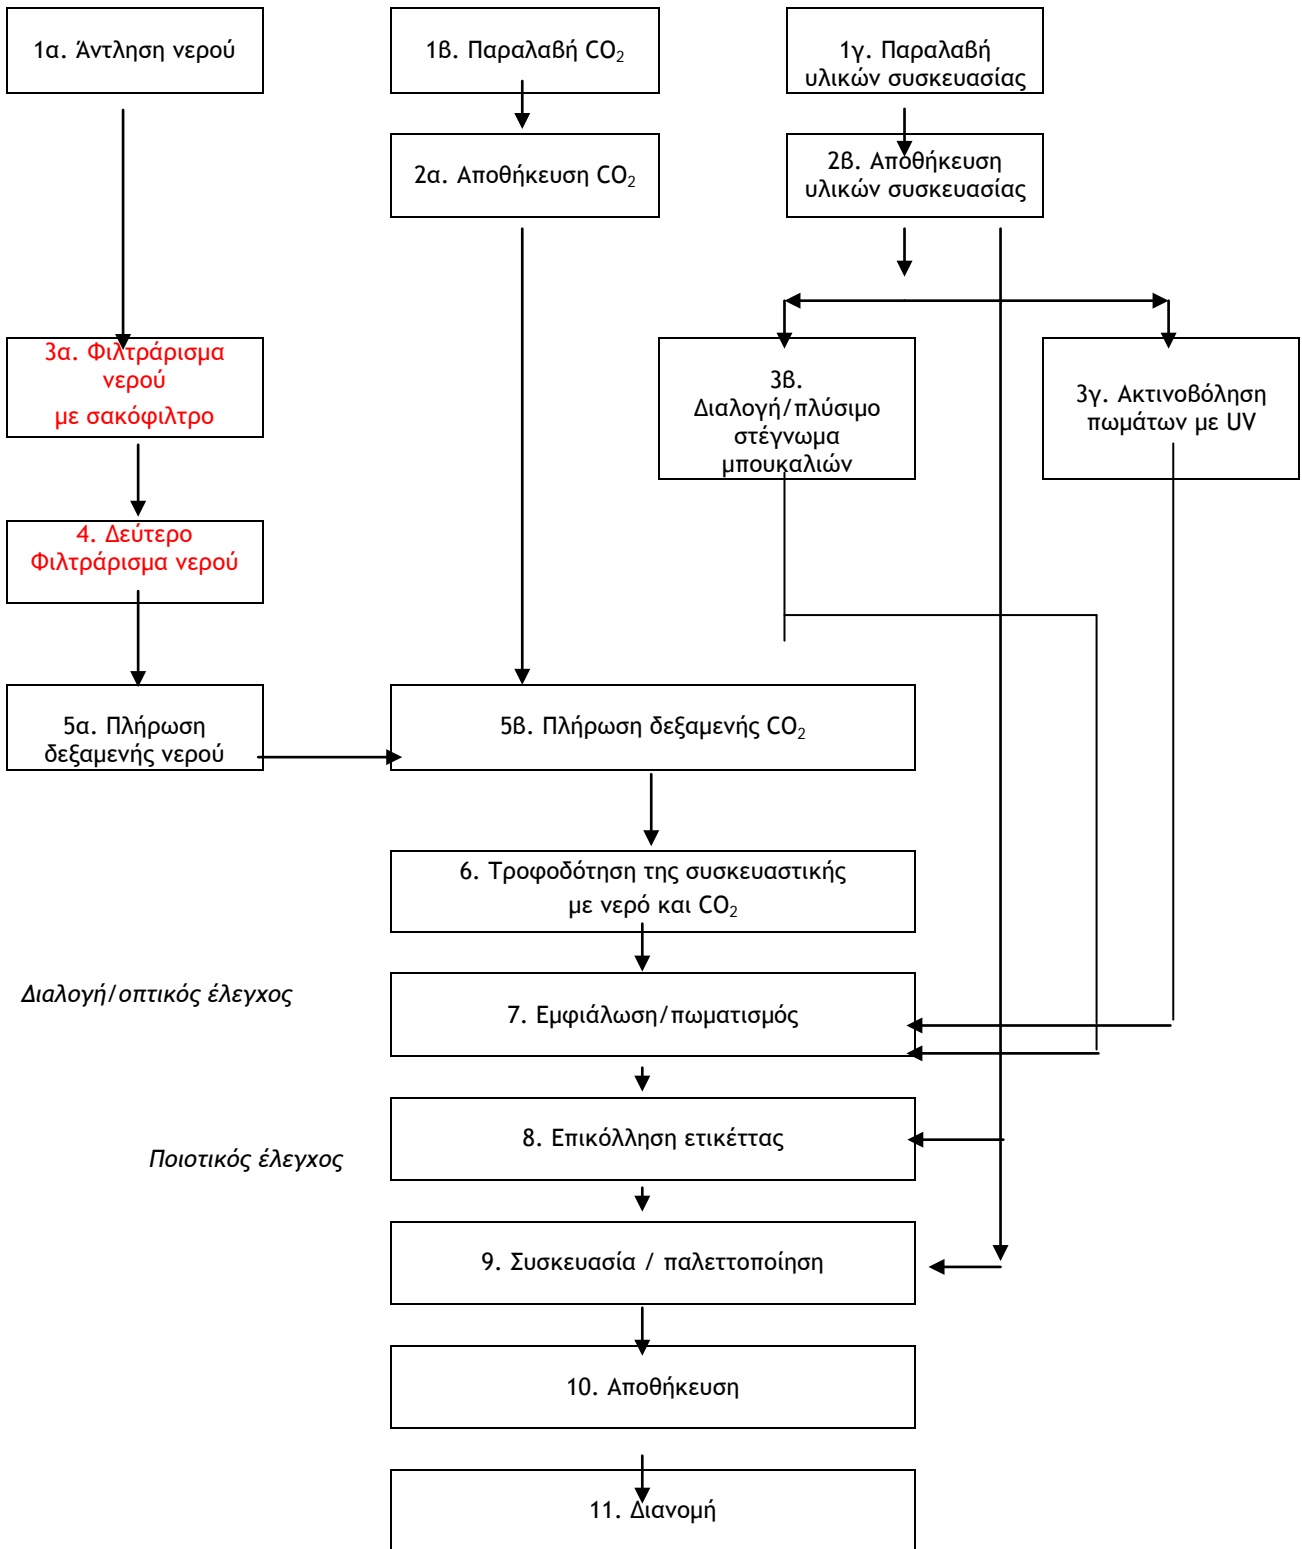 1α. Άντληση νερού
1β. Παραλαβή CO₂
1γ. Παραλαβή
υλικών συσκευασίας
2α. Αποθήκευση CO₂
2β. Αποθήκευση
υλικών συσκευασίας
3α. Φιλτράρισμα
νερού
με σακόφιλτρο
3β.
Διαλογή/πλύσιμο
στέγνωμα
μπουκαλιών
3γ. Ακτινοβόληση
πωμάτων με UV
4. Δεύτερο
Φιλτράρισμα νερού
5α. Πλήρωση
δεξαμενής νερού
5β. Πλήρωση δεξαμενής CO₂
6. Τροφοδότηση της συσκευαστικής
με νερό και CO₂
Διαλογή/οπτικός έλεγχος
7. Εμφιάλωση/πωματισμός
8. Επικόλληση ετικέττας
Ποιοτικός έλεγχος
9. Συσκευασία / παλεττοποίηση
10. Αποθήκευση
11. Διανομή